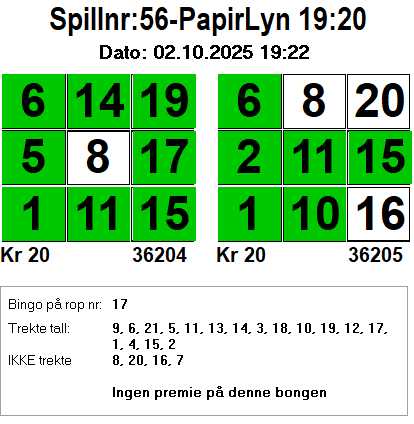 Spillnr:56-PapirLyn 19:20
Dato: 02.10.2025 19:22
6 14 19
5 8 17
1 11 15
Kr 20 36204
6 8 20
2 11 15
1 10 16
Kr 20 36205
Bingo på rop nr: 17
Trekte tall: 9, 6, 21, 5, 11, 13, 14, 3, 18, 10, 19, 12, 17,
1, 4, 15, 2
IKKE trekte 8, 20, 16, 7
Ingen premie på denne bongen